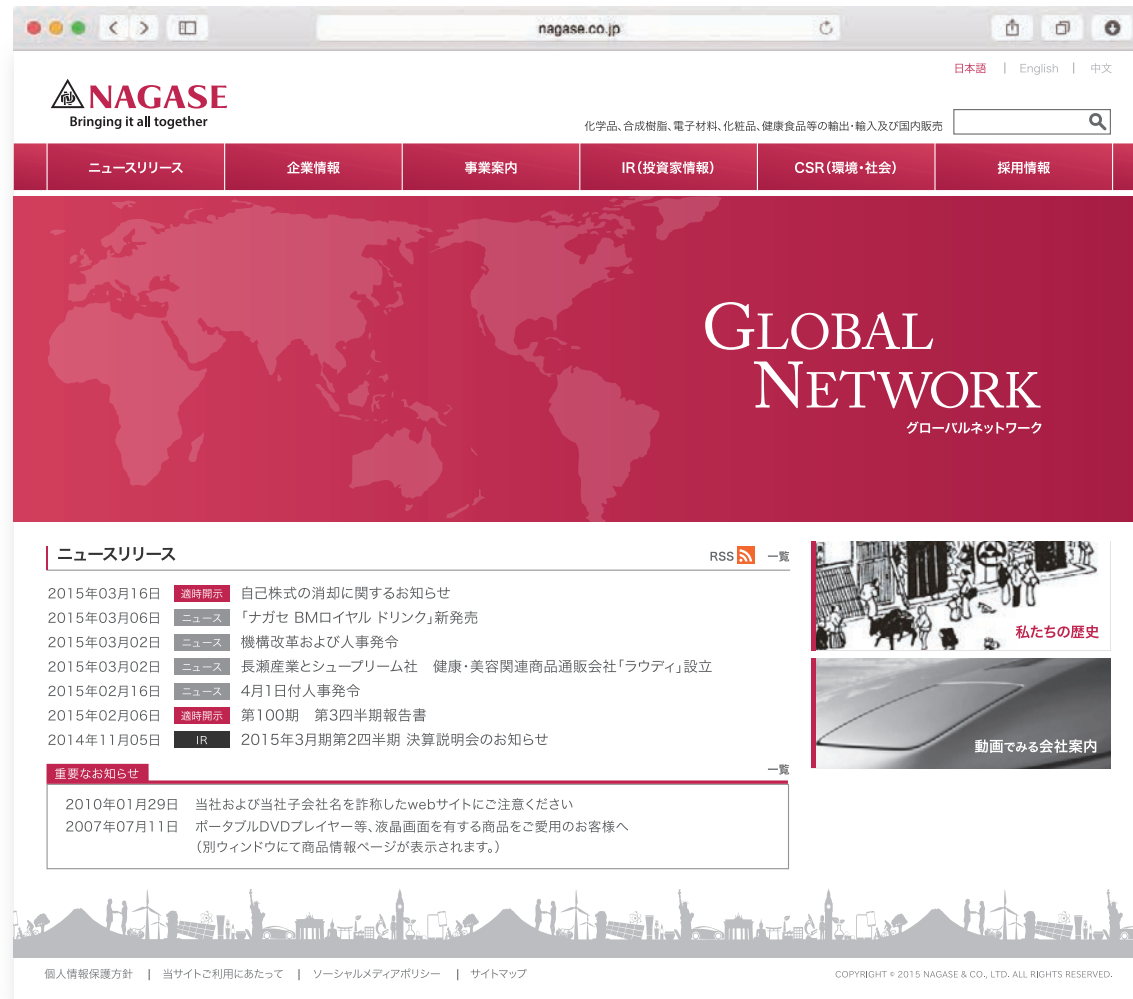 nagase.co.jp
日本語 | English | 中文
NAGASE
Bringing it all together
化学品、合成樹脂、電子材料、化粧品、健康食品等の輸出・輸入及び国内販売
ニュースリリース 企業情報 事業案内 IR(投資家情報) CSR(環境・社会) 採用情報
GLOBAL
NETWORK
グローバルネットワーク
ニュースリリース RSS 一覧
2015年03月16日 適時開示 自己株式の消却に関するお知らせ
2015年03月06日 ニュース 「ナガセ BMロイヤル ドリンク」新発売
2015年03月02日 ニュース 機構改革および人事発令
2015年03月02日 ニュース 長瀬産業とシュープリーム社　健康・美容関連商品通販会社「ラウディ」設立
2015年02月16日 ニュース 4月1日付人事発令
2015年02月06日 適時開示 第100期　第3四半期報告書
2014年11月05日 IR 2015年3月期第2四半期 決算説明会のお知らせ
私たちの歴史
動画でみる会社案内
重要なお知らせ 一覧
2010年01月29日 当社および当社子会社名を詐称したwebサイトにご注意ください
2007年07月11日 ポータブルDVDプレイヤー等、液晶画面を有する商品をご愛用のお客様へ
（別ウィンドウにて商品情報ページが表示されます。）
個人情報保護方針 | 当サイトご利用にあたって | ソーシャルメディアポリシー | サイトマップ
COPYRIGHT © 2015 NAGASE & CO., LTD. ALL RIGHTS RESERVED.